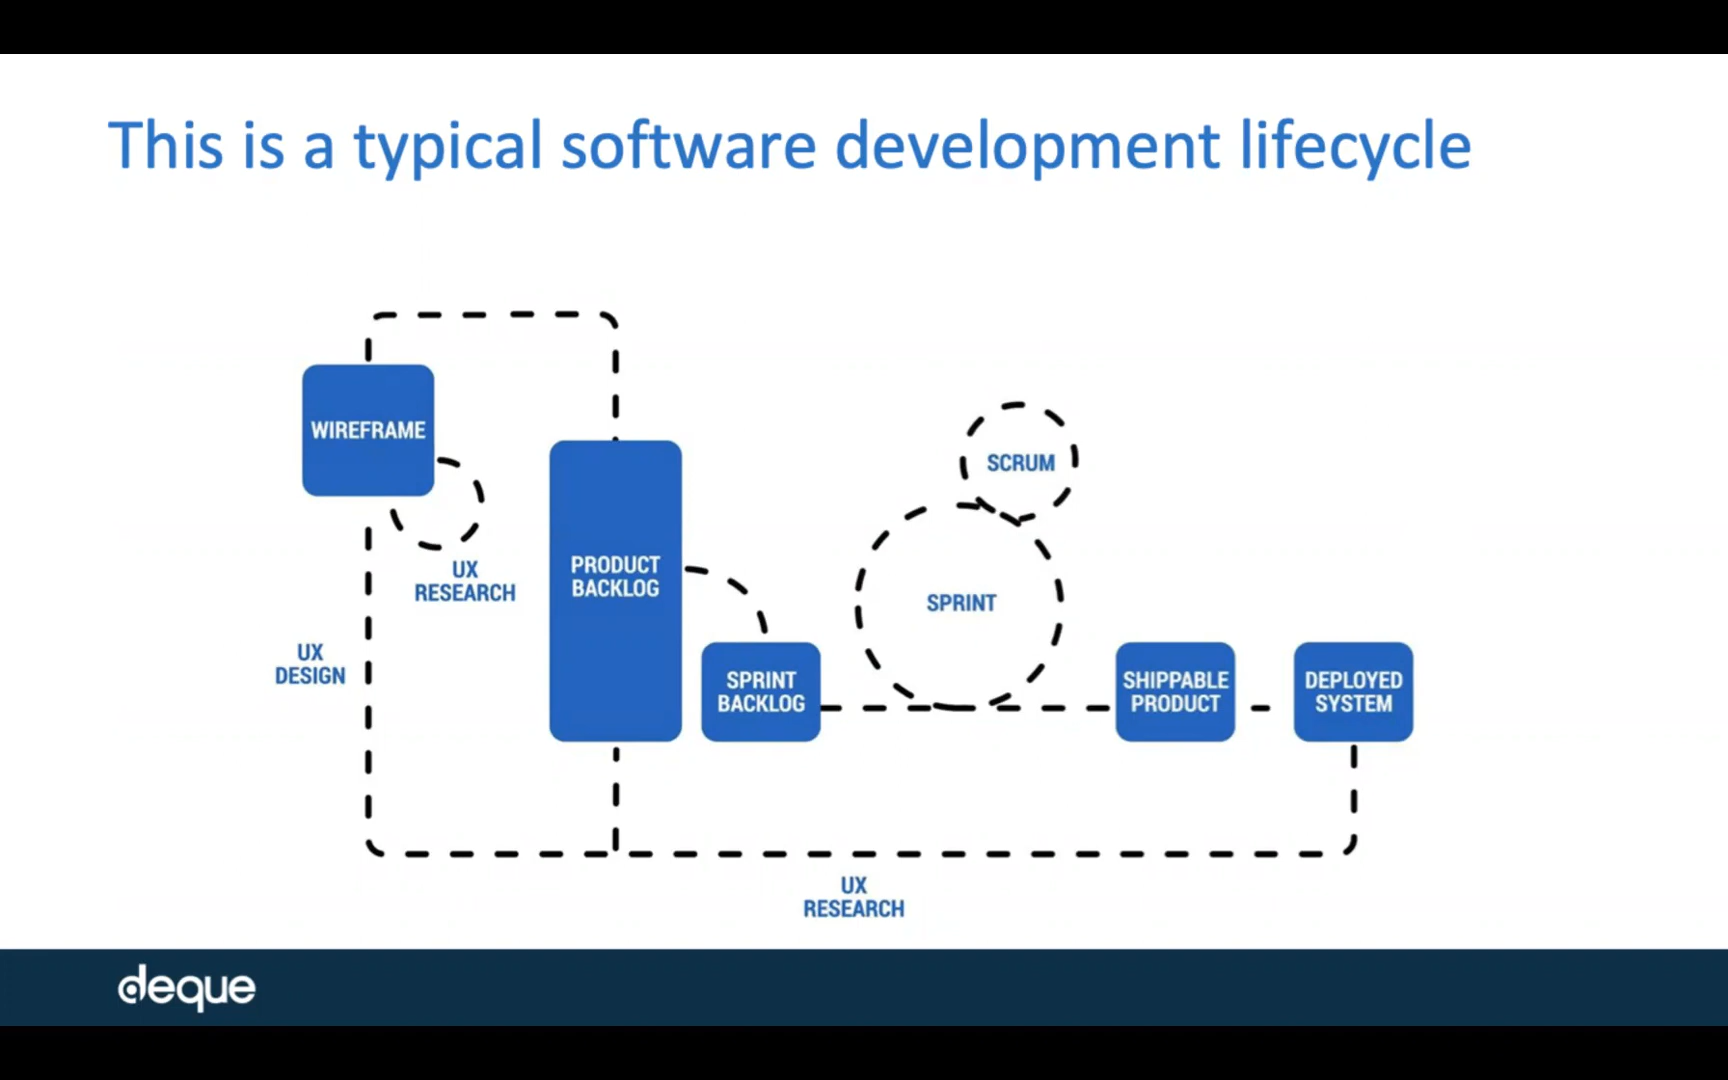 This is a typical software development lifecycle
WIREFRAME
UX
RESEARCH
UX
DESIGN
PRODUCT
BACKLOG
SPRINT
BACKLOG
SCRUM
SPRINT
SHIPPABLE
PRODUCT
DEPLOYED
SYSTEM
UX
RESEARCH
deque